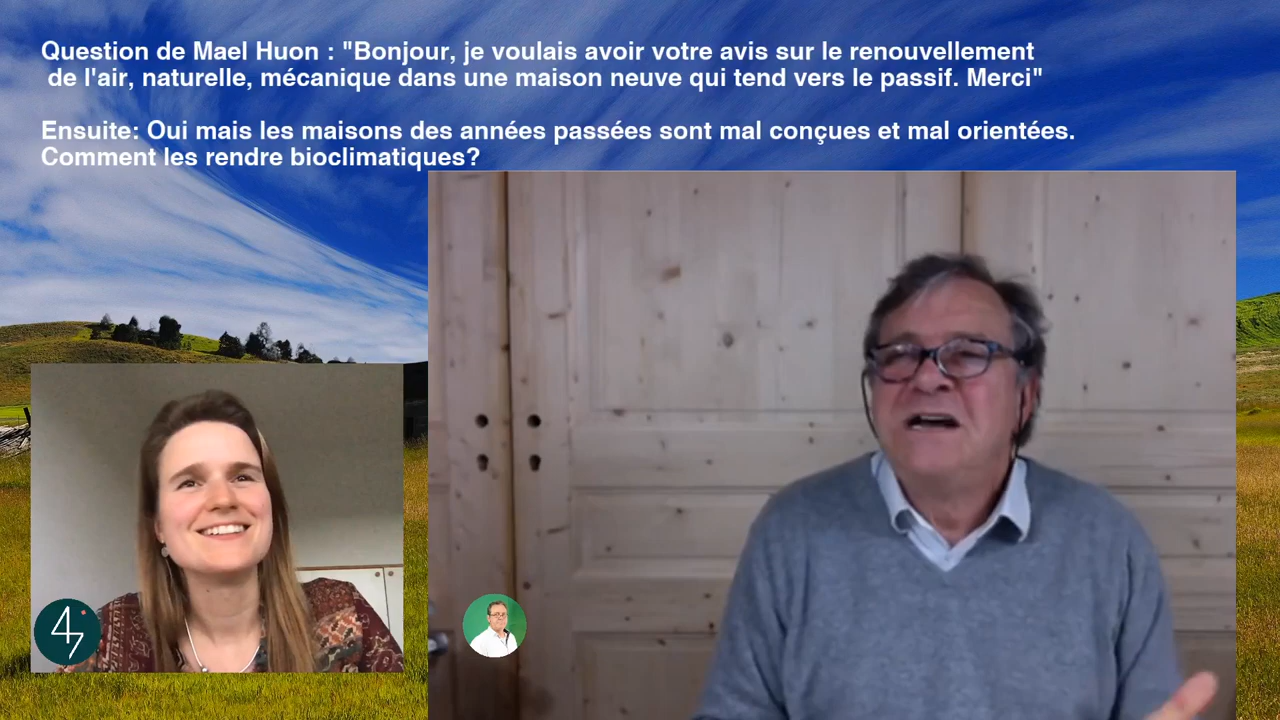 Question de Mael Huon : "Bonjour, je voulais avoir votre avis sur le renouvellement
de l'air, naturelle, mécanique dans une maison neuve qui tend vers le passif. Merci"
Ensuite: Oui mais les maisons des années passées sont mal conçues et mal orientées.
Comment les rendre bioclimatiques?
47